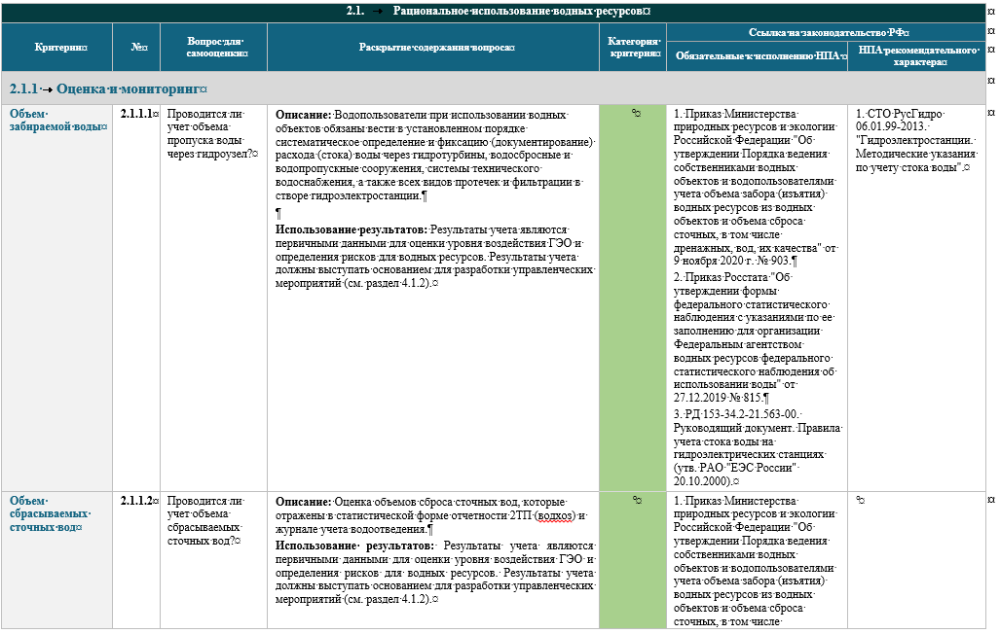 2.1. Рациональное использование водных ресурсов
Критерии
№
Вопрос для
самооценки
Раскрытие содержания вопроса
Категория
критерия
Ссылка на законодательство РФ
Обязательные к исполнению НПА
НПА рекомендательного
характера
2.1.1 Оценка и мониторинг
Объем
забираемой воды
2.1.1.1
Проводится ли
учет объема
пропуска воды
через гидроузел?
Описание: Водопользователи при использовании водных
объектов обязаны вести в установленном порядке
систематическое определение и фиксацию (документирование)
расхода (стока) воды через гидротурбины, водосбросные и
водопропускные сооружения, системы технического
водоснабжения, а также всех видов протечек и фильтрации в
створе гидроэлектростанции.
Использование результатов: Результаты учета являются
первичными данными для оценки уровня воздействия ГЭО и
определения рисков для водных ресурсов. Результаты учета
должны выступать основанием для разработки управленческих
мероприятий (см. раздел 4.1.2).
1. Приказ Министерства
природных ресурсов и экологии
Российской Федерации "Об
утверждении Порядка ведения
собственниками водных
объектов и водопользователями
учета объема забора (изъятия)
водных ресурсов из водных
объектов и объема сброса
сточных, в том числе
дренажных, вод, их качества" от
9 ноября 2020 г. № 903.
2. Приказ Росстата "Об
утверждении формы
федерального статистического
наблюдения с указаниями по ее
заполнению для организации
Федеральным агентством
водных ресурсов федерального
статистического наблюдения об
использовании воды" от
27.12.2019 № 815.
3. РД 153-34.2-21.563-00.
Руководящий документ. Правила
учета стока воды на
гидроэлектрических станциях
(утв. РАО "ЕЭС России"
20.10.2000).
1. СТО РусГидро
06.01.99-2013.
"Гидроэлектростанции.
Методические указания
по учету стока воды".
Объем
сбрасываемых
сточных вод
2.1.1.2
Проводится ли
учет объема
сбрасываемых
сточных вод?
Описание: Оценка объемов сброса сточных вод, которые
отражены в статистической форме отчетности 2ТП (водхоз) и
журнале учета водоотведения.
Использование результатов: Результаты учета являются
первичными данными для оценки уровня воздействия ГЭО и
определения рисков для водных ресурсов. Результаты учета
должны выступать основанием для разработки управленческих
мероприятий (см. раздел 4.1.2).
1. Приказ Министерства
природных ресурсов и экологии
Российской Федерации "Об
утверждении Порядка ведения
собственниками водных
объектов и водопользователями
учета объема забора (изъятия)
водных ресурсов из водных
объектов и объема сброса
сточных, в том числе